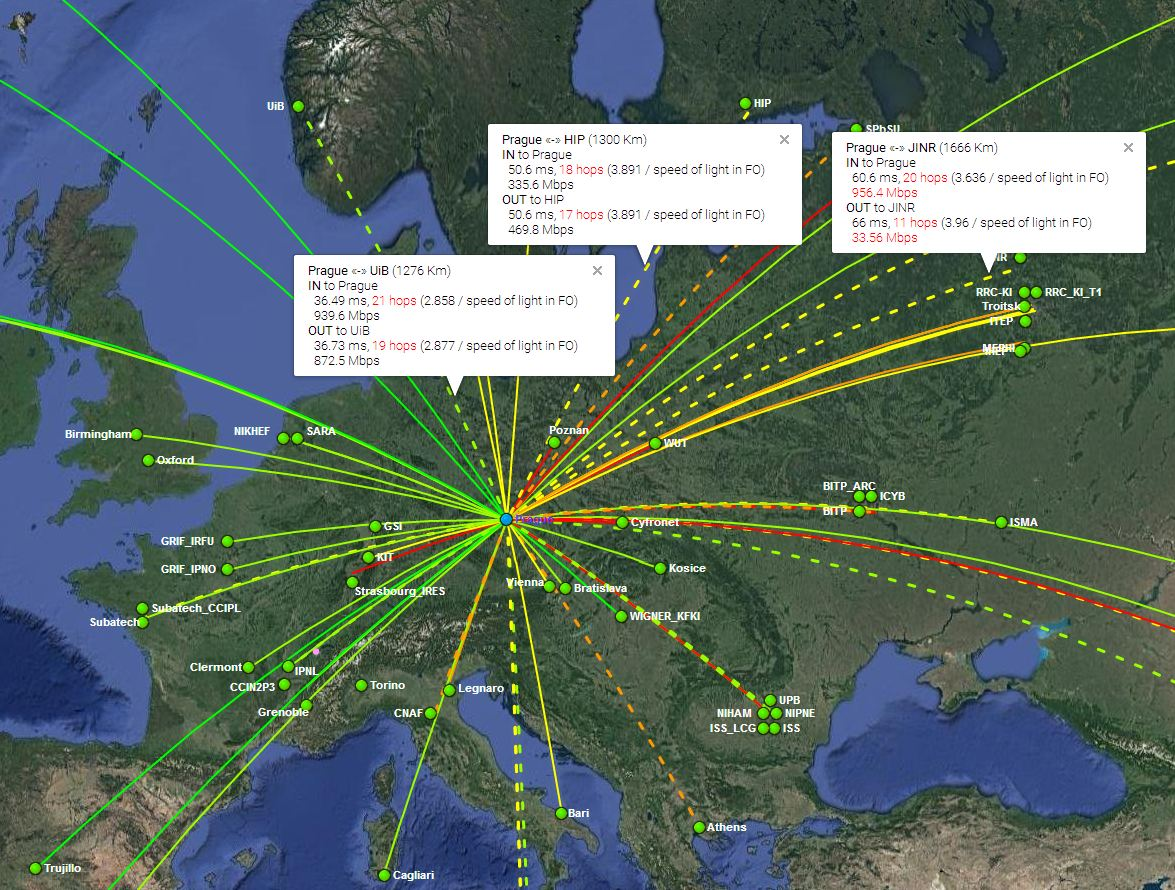 UiB
HIP
SPbSU
Prague «-» HIP (1300 Km)
IN to Prague
50.6 ms, 18 hops (3.891 / speed of light in FO)
335.6 Mbps
OUT to HIP
50.6 ms, 17 hops (3.891 / speed of light in FO)
469.8 Mbps
Prague «-» JINR (1666 Km)
IN to Prague
60.6 ms, 20 hops (3.636 / speed of light in FO)
956.4 Mbps
OUT to JINR
66 ms, 11 hops (3.96 / speed of light in FO)
33.56 Mbps
Prague «-» UiB (1276 Km)
IN to Prague
36.49 ms, 21 hops (2.858 / speed of light in FO)
939.6 Mbps
OUT to UiB
36.73 ms, 19 hops (2.877 / speed of light in FO)
872.5 Mbps
RRC-KI
RRC_KI_T1
Troitsk
ITEP
Birmingham
NIKHEF
SARA
Poznan
WUT
Oxford
BITP_ARC
ICYB
BITP
Prague
Cyfronet
ISMA
GSI
GRIF_IRFU
KIT
GRIF_IPNO
Kosice
Vienna
Bratislava
Strasbourg_IRES
Subatech_CCIPL
Subatech
WIGNER_KFKI
Clermont
IPNL
CCIN2P3
Torino
Legnaro
Grenoble
CNAF
UPB
NIHAM
NIPNE
ISS_LCG
ISS
Bari
Athens
Trujillo
Cagliari